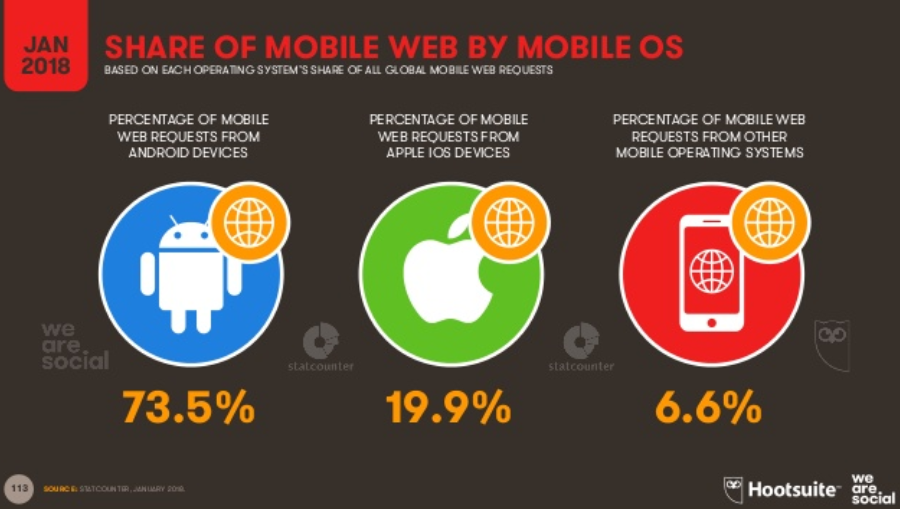 JAN
2018
SHARE OF MOBILE WEB BY MOBILE OS
BASED ON EACH OPERATING SYSTEM'S SHARE OF ALL GLOBAL MOBILE WEB REQUESTS
PERCENTAGE OF MOBILE
WEB REQUESTS FROM
ANDROID DEVICES
PERCENTAGE OF MOBILE
WEB REQUESTS FROM
APPLE IOS DEVICES
PERCENTAGE OF MOBILE WEB
REQUESTS FROM OTHER
MOBILE OPERATING SYSTEMS
we
are
social
statcounter
statcounter
73.5%
19.9%
6.6%
113
SOURCE: STATCOUNTER, JANUARY 2018.
Hootsuite™
we
are
social